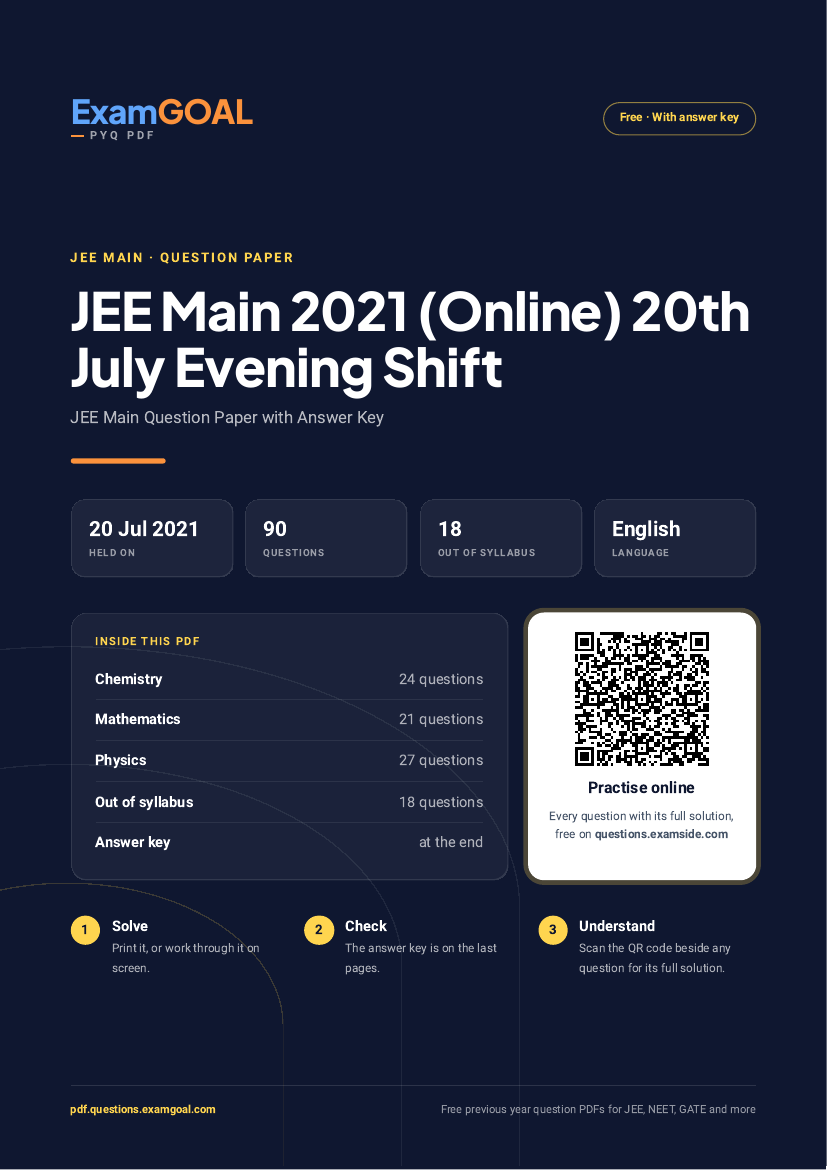 ExamGOAL
PYQ PDF
Free · With answer key
JEE MAIN · QUESTION PAPER
JEE Main 2021 (Online) 20th
July Evening Shift
JEE Main Question Paper with Answer Key
20 Jul 2021
HELD ON
90
QUESTIONS
18
OUT OF SYLLABUS
English
LANGUAGE
INSIDE THIS PDF
Chemistry 24 questions
Mathematics 21 questions
Physics 27 questions
Out of syllabus 18 questions
Answer key at the end
Practise online
Every question with its full solution,
free on questions.examside.com
1 Solve
Print it, or work through it on
screen.
2 Check
The answer key is on the last
pages.
3 Understand
Scan the QR code beside any
question for its full solution.
pdf.questions.examgoal.com
Free previous year question PDFs for JEE, NEET, GATE and more